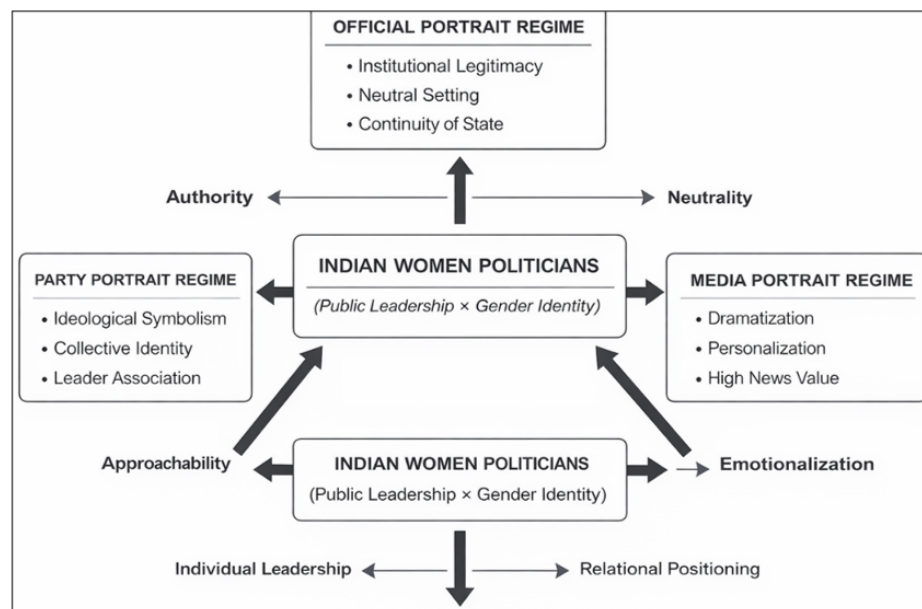 OFFICIAL PORTRAIT REGIME
• Institutional Legitimacy
• Neutral Setting
• Continuity of State
Authority
Neutrality
PARTY PORTRAIT REGIME
• Ideological Symbolism
• Collective Identity
• Leader Association
INDIAN WOMEN POLITICIANS
(Public Leadership × Gender Identity)
MEDIA PORTRAIT REGIME
• Dramatization
• Personalization
• High News Value
Approachability
INDIAN WOMEN POLITICIANS
(Public Leadership × Gender Identity)
Emotionalization
Individual Leadership
Relational Positioning